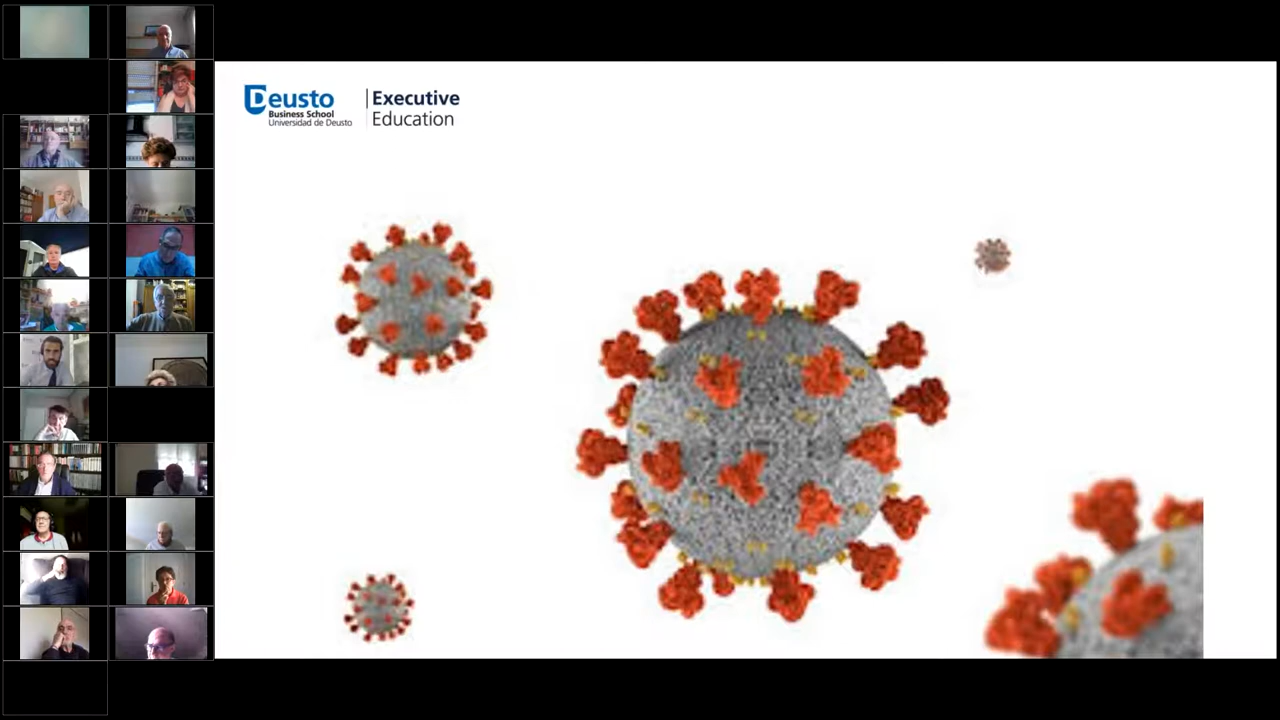 Deusto
Business School
Universidad de Deusto
Executive
Education